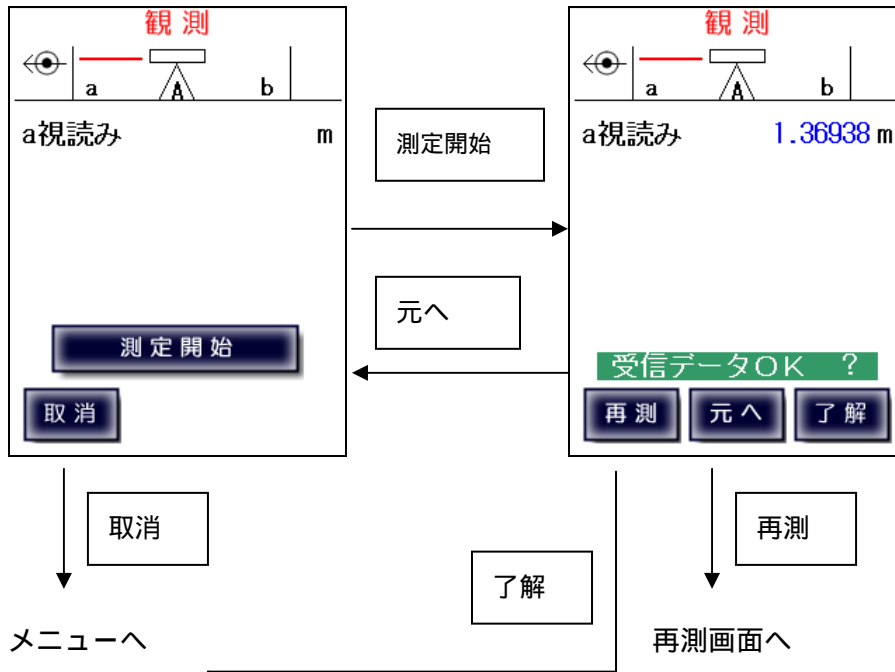 観測
a A b
a視読み m
測定開始
取消
測定開始
元へ
観測
a A b
a視読み 1.36938 m
受信データOK ?
再測 元へ 了解
取消
了解
再測
メニューへ
再測画面へ